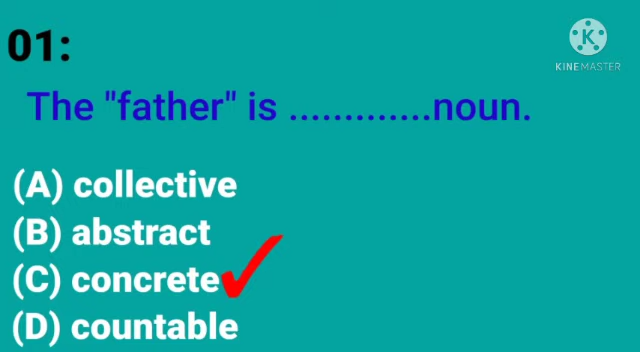 01:
KINEMASTER
The "father" is .............noun.
(A) collective
(B) abstract
(C) concrete
(D) countable